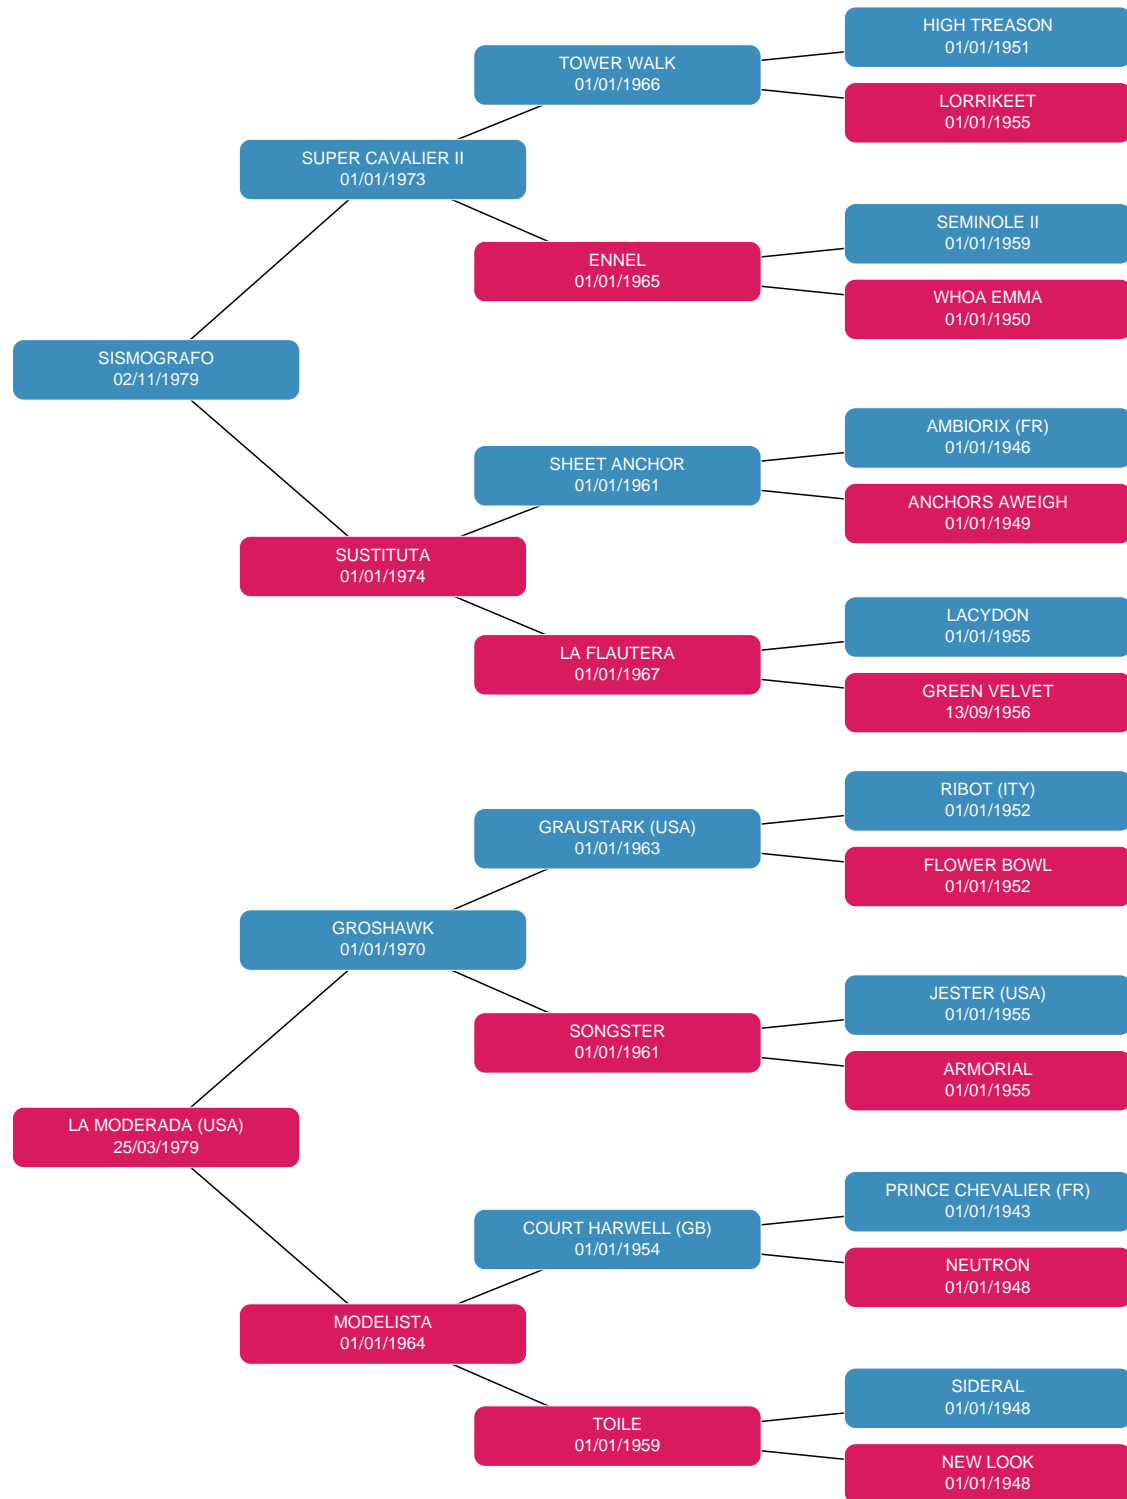 HIGH TREASON
01/01/1951
TOWER WALK
01/01/1966
LORRIKEET
01/01/1955
SUPER CAVALIER II
01/01/1973
SEMINOLE II
01/01/1959
ENNEL
01/01/1965
WHOA EMMA
01/01/1950
SISMOGRAFO
02/11/1979
AMBIORIX (FR)
01/01/1946
SHEET ANCHOR
01/01/1961
ANCHORS AWEIGH
01/01/1949
SUSTITUTA
01/01/1974
LACYDON
01/01/1955
LA FLAUTERA
01/01/1967
GREEN VELVET
13/09/1956
RIBOT (ITY)
01/01/1952
GRAUSTARK (USA)
01/01/1963
FLOWER BOWL
01/01/1952
GROSHAWK
01/01/1970
JESTER (USA)
01/01/1955
SONGSTER
01/01/1961
ARMORIAL
01/01/1955
LA MODERADA (USA)
25/03/1979
PRINCE CHEVALIER (FR)
01/01/1943
COURT HARWELL (GB)
01/01/1954
NEUTRON
01/01/1948
MODELISTA
01/01/1964
SIDERAL
01/01/1948
TOILE
01/01/1959
NEW LOOK
01/01/1948